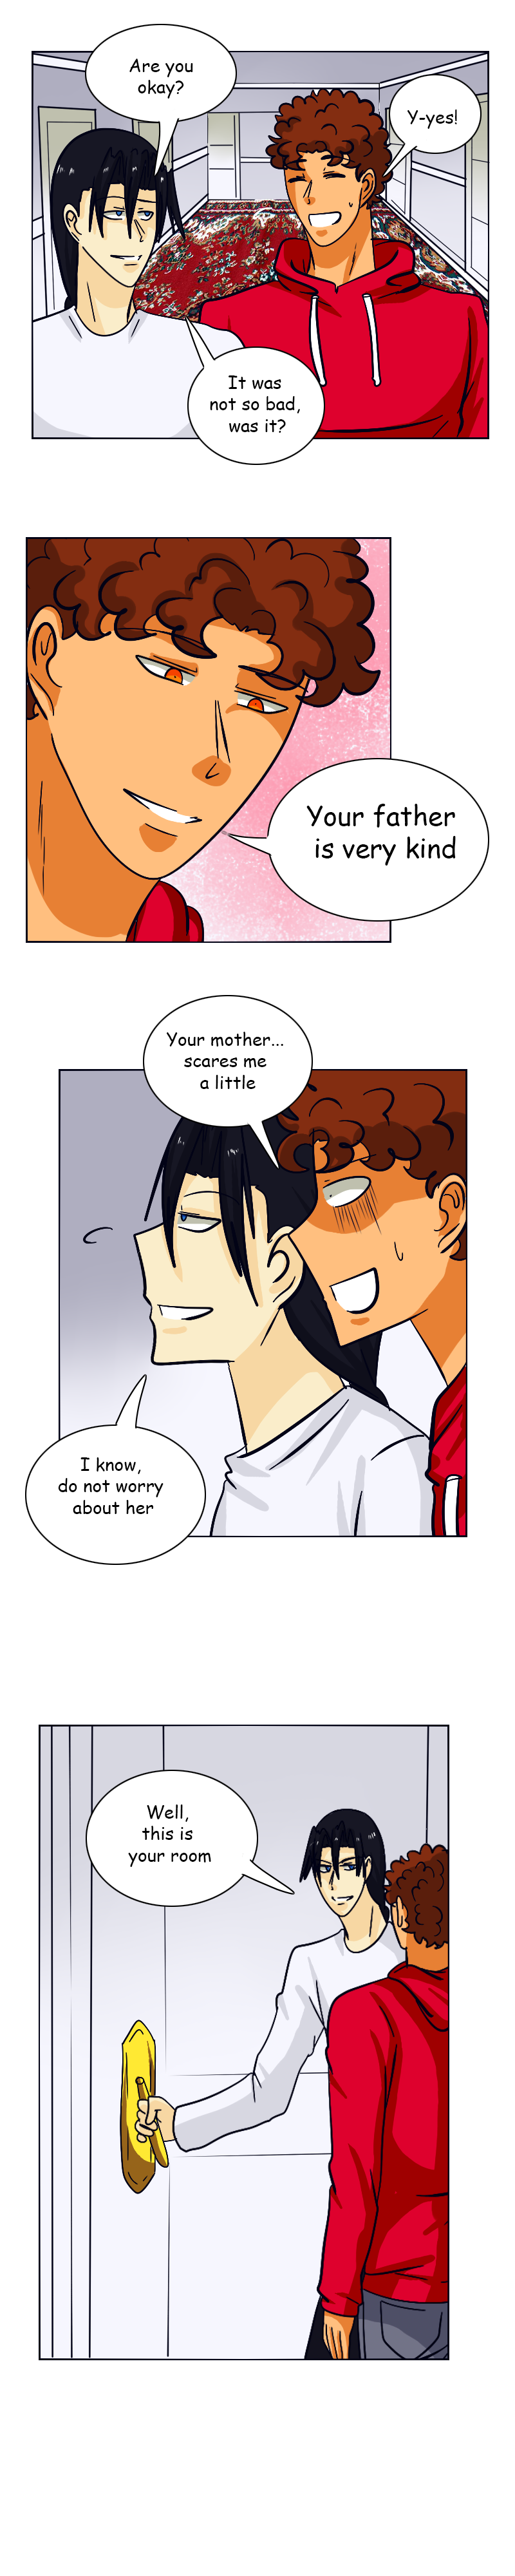 Are you
okay?
Y-yes!
It was
not so bad,
was it?
Your father
is very kind
Your mother...
scares me
a little
I know,
do not worry
about her
Well,
this is
your room